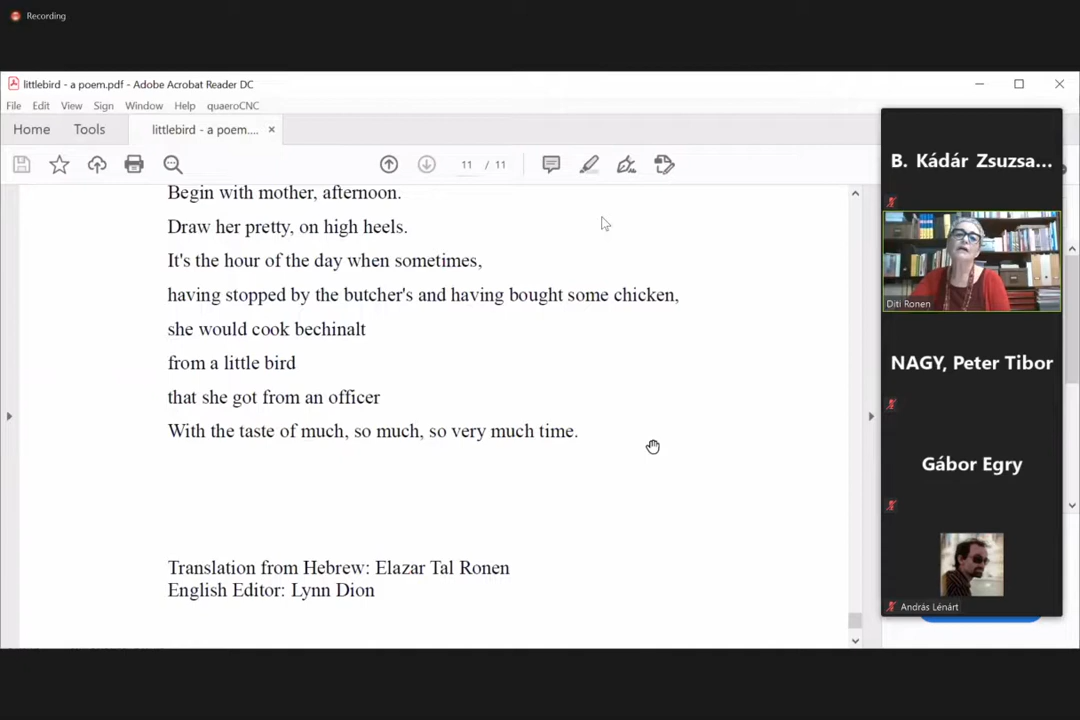 Recording
littlebird - a poem.pdf - Adobe Acrobat Reader DC
File Edit View Sign Window Help quaeroCNC
Home Tools littlebird - a poem.... ×
11 / 11
Begin with mother, afternoon.
Draw her pretty, on high heels.
It's the hour of the day when sometimes,
having stopped by the butcher's and having bought some chicken,
she would cook bechinalt
from a little bird
that she got from an officer
With the taste of much, so much, so very much time.
Translation from Hebrew: Elazar Tal Ronen
English Editor: Lynn Dion
B. Kádár Zsuzsa...
Diti Ronen
NAGY, Peter Tibor
Gábor Egry
András Lénárt